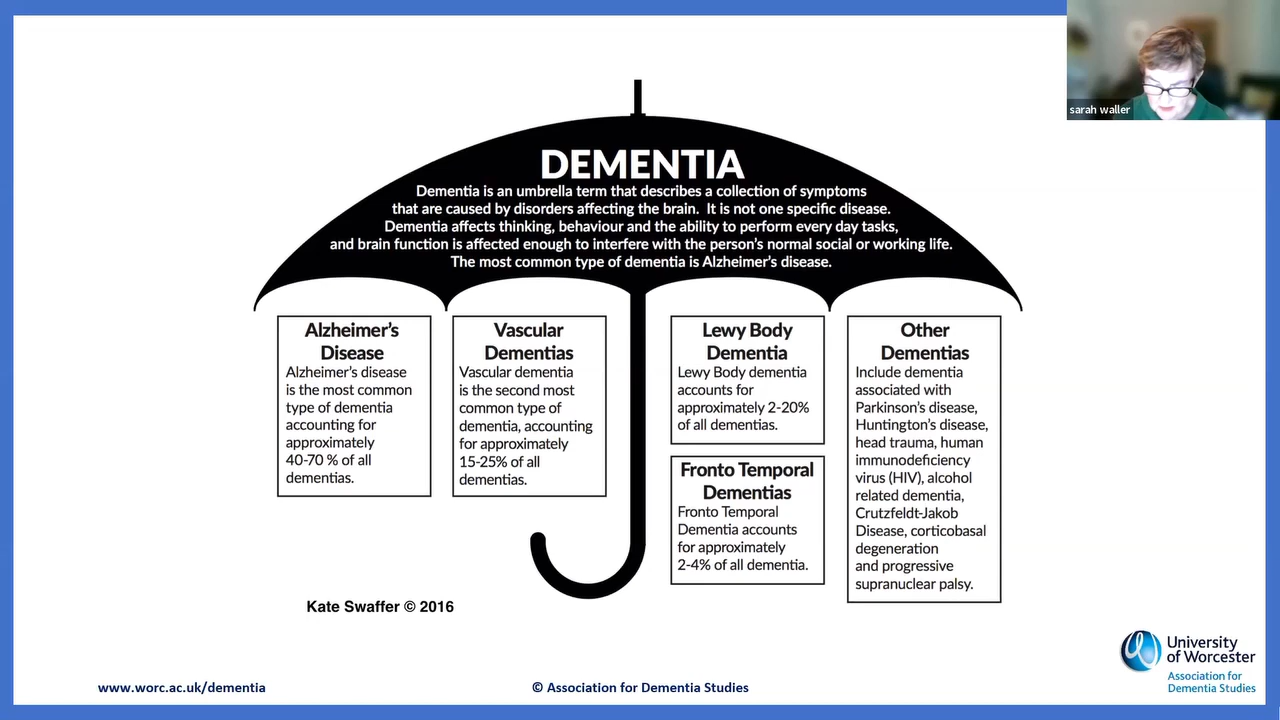 sarah waller
DEMENTIA
Dementia is an umbrella term that describes a collection of symptoms
that are caused by disorders affecting the brain. It is not one specific disease.
Dementia affects thinking, behaviour and the ability to perform every day tasks,
and brain function is affected enough to interfere with the person's normal social or working life.
The most common type of dementia is Alzheimer's disease.
Alzheimer's
Disease
Alzheimer's disease
is the most common
type of dementia
accounting for
approximately
40-70 % of all
dementias.
Vascular
Dementias
Vascular dementia
is the second most
common type of
dementia, accounting
for approximately
15-25% of all
dementias.
Lewy Body
Dementia
Lewy Body dementia
accounts for
approximately 2-20%
of all dementias.
Fronto Temporal
Dementias
Fronto Temporal
Dementia accounts
for approximately
2-4% of all dementia.
Other
Dementias
Include dementia
associated with
Parkinson's disease,
Huntington's disease,
head trauma, human
immunodeficiency
virus (HIV), alcohol
related dementia,
Crutzfeldt-Jakob
Disease, corticobasal
degeneration
and progressive
supranuclear palsy.
Kate Swaffer © 2016
University
of Worcester
Association for
Dementia Studies
www.worc.ac.uk/dementia
© Association for Dementia Studies